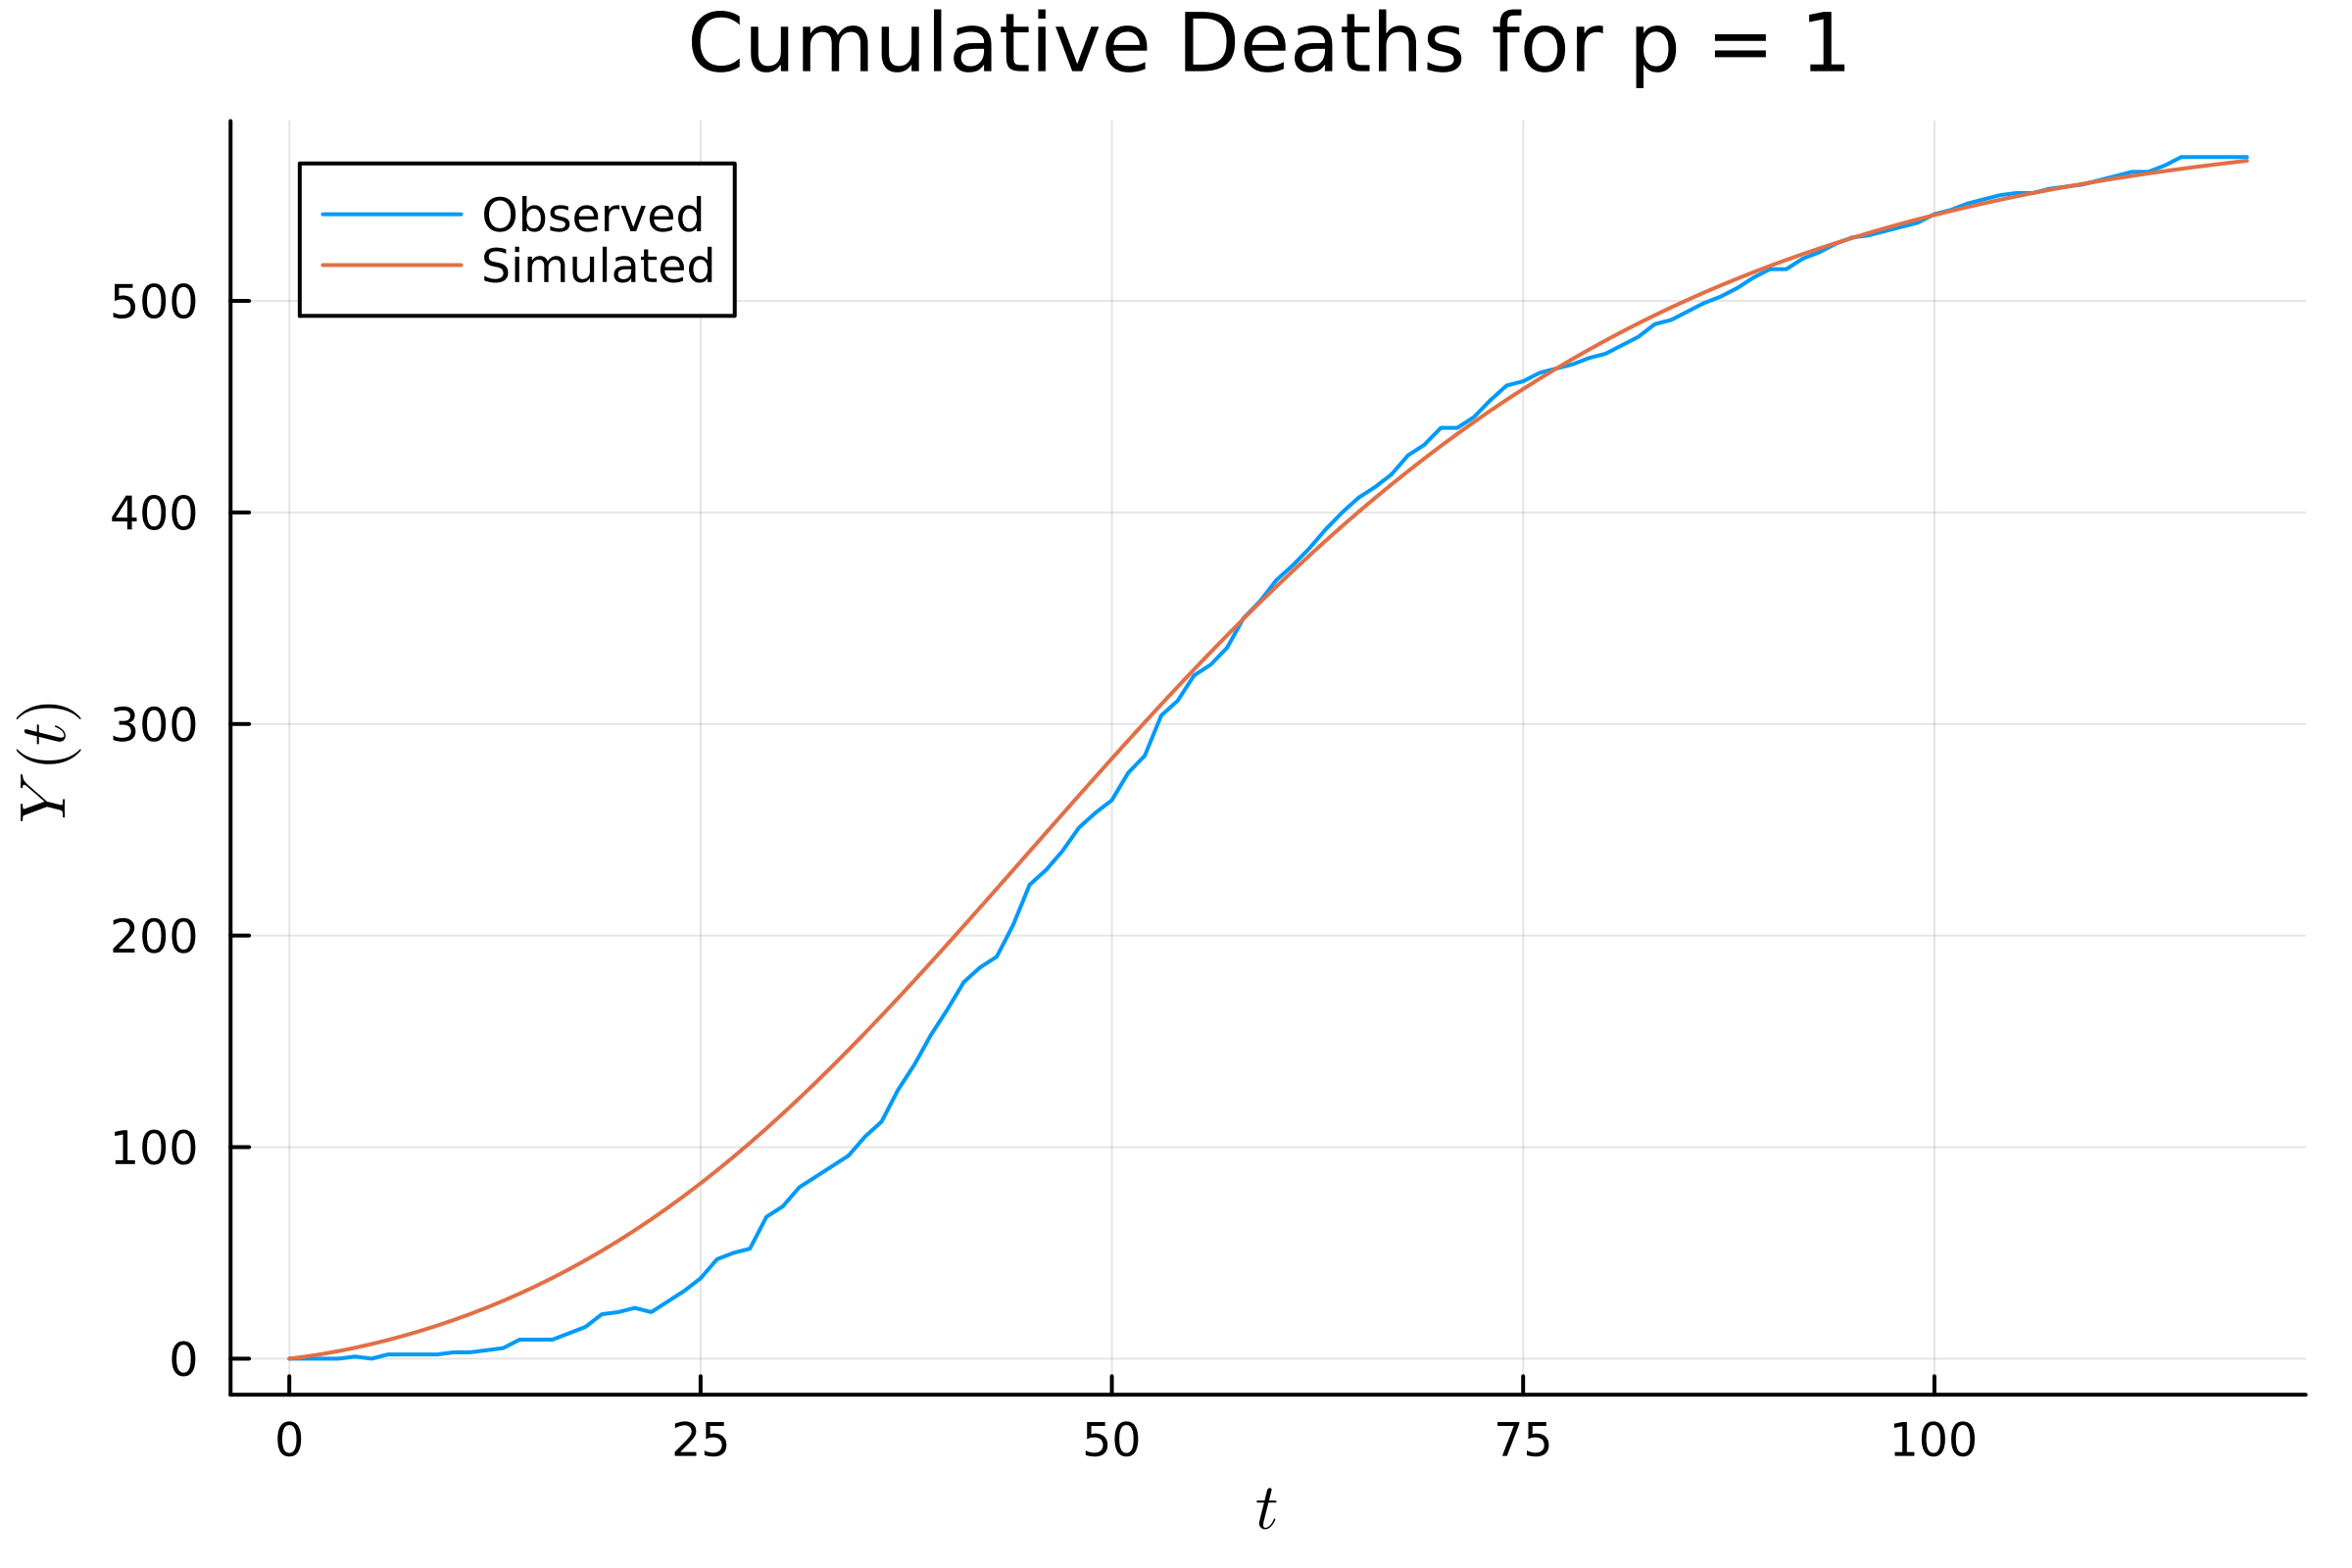 Cumulative Deaths for p = 1
Observed
Simulated
500
400
300
200
100
0
Y(t)
0 25 50 75 100
t